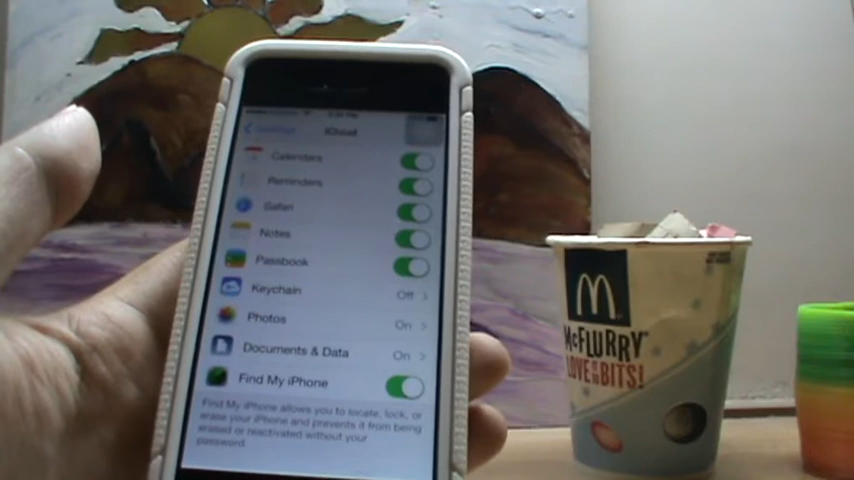 iCloud
Calendars
Reminders
Safari
Notes
Passbook
Keychain Off
Photos On
Documents & Data On
Find My iPhone
Find My iPhone allows you to locate, lock, or
erase your iPhone and prevents it from being
erased or reactivated without your
password.
McFLURRY
LOVE THE BITS!